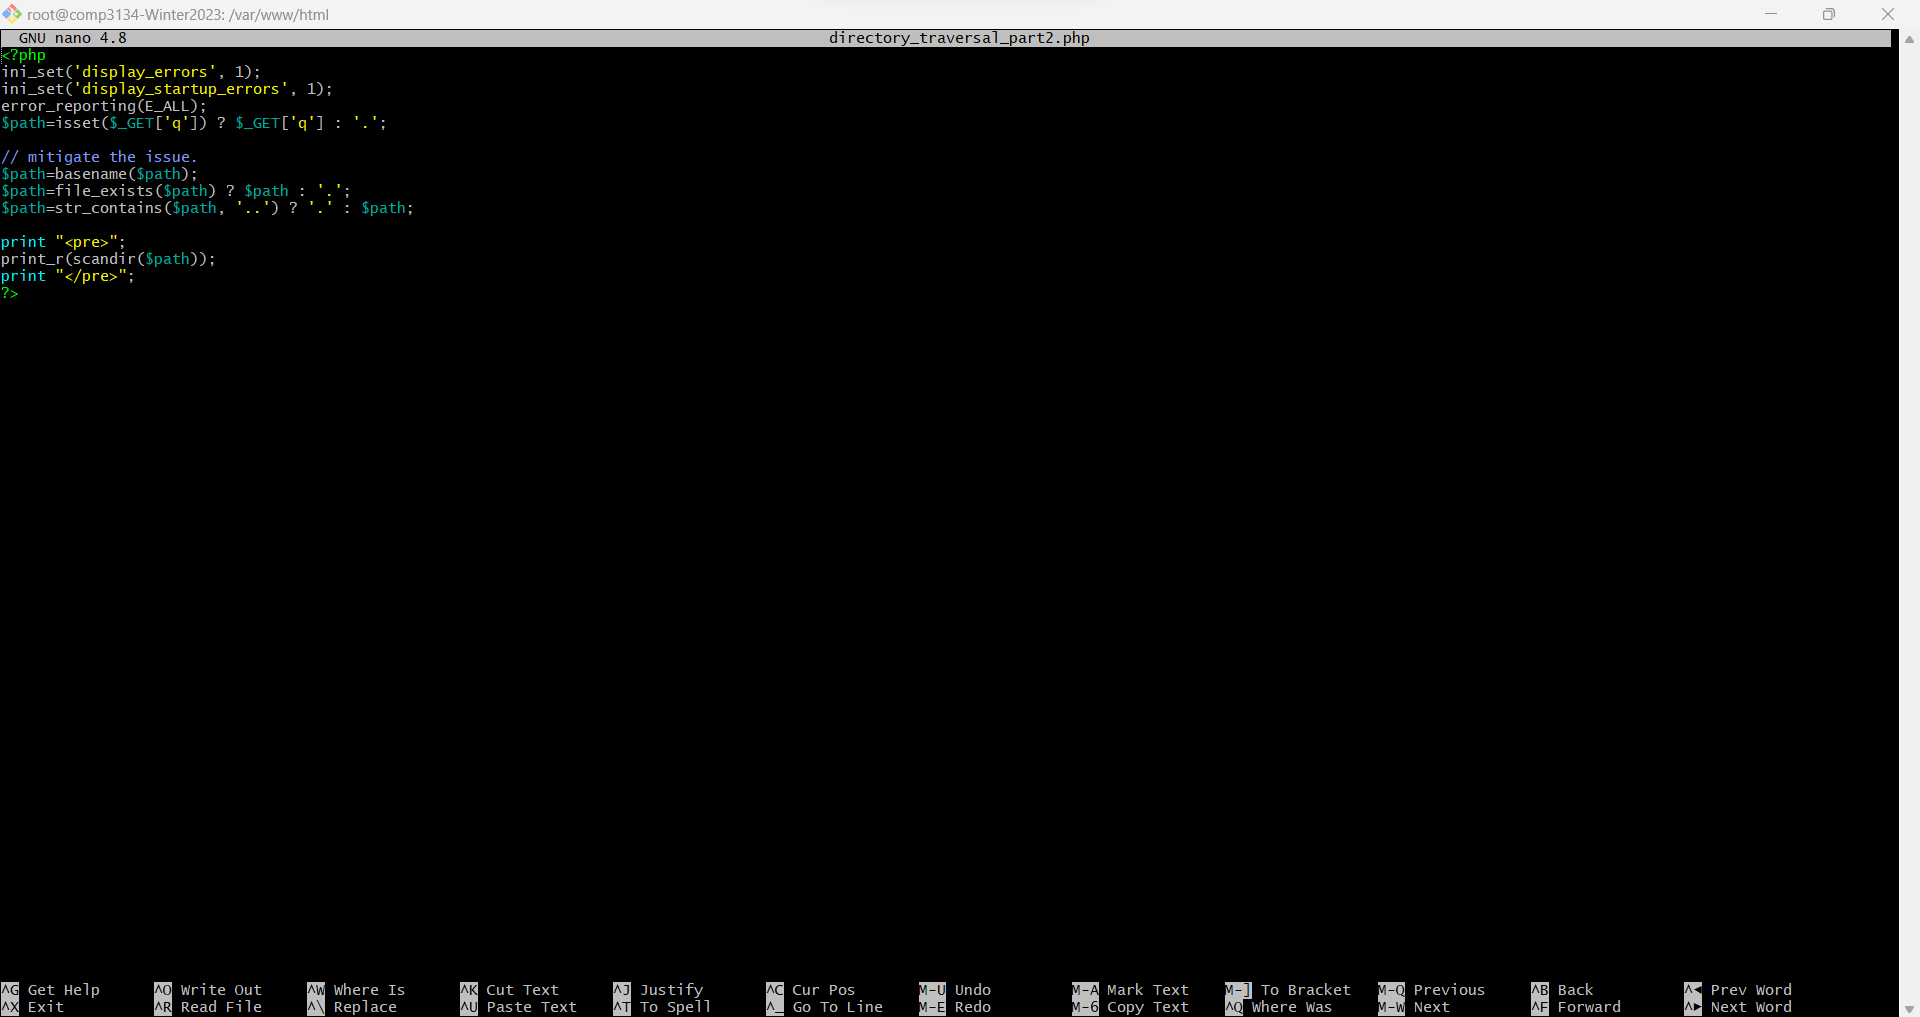 root@comp3134-Winter2023: /var/www/html
GNU nano 4.8 directory_traversal_part2.php
<?php
ini_set('display_errors', 1);
ini_set('display_startup_errors', 1);
error_reporting(E_ALL);
$path=isset($_GET['q']) ? $_GET['q'] : '.';
// mitigate the issue.
$path=basename($path);
$path=file_exists($path) ? $path : '.';
$path=str_contains($path, '..') ? '.' : $path;
print "<pre>";
print_r(scandir($path));
print "</pre>";
?>
^G Get Help ^O Write Out ^W Where Is ^K Cut Text ^J Justify ^C Cur Pos M-U Undo M-A Mark Text M-] To Bracket M-Q Previous ^B Back ^◄ Prev Word
^X Exit ^R Read File ^\ Replace ^U Paste Text ^T To Spell ^_ Go To Line M-E Redo M-6 Copy Text ^Q Where Was M-W Next ^F Forward ^► Next Word